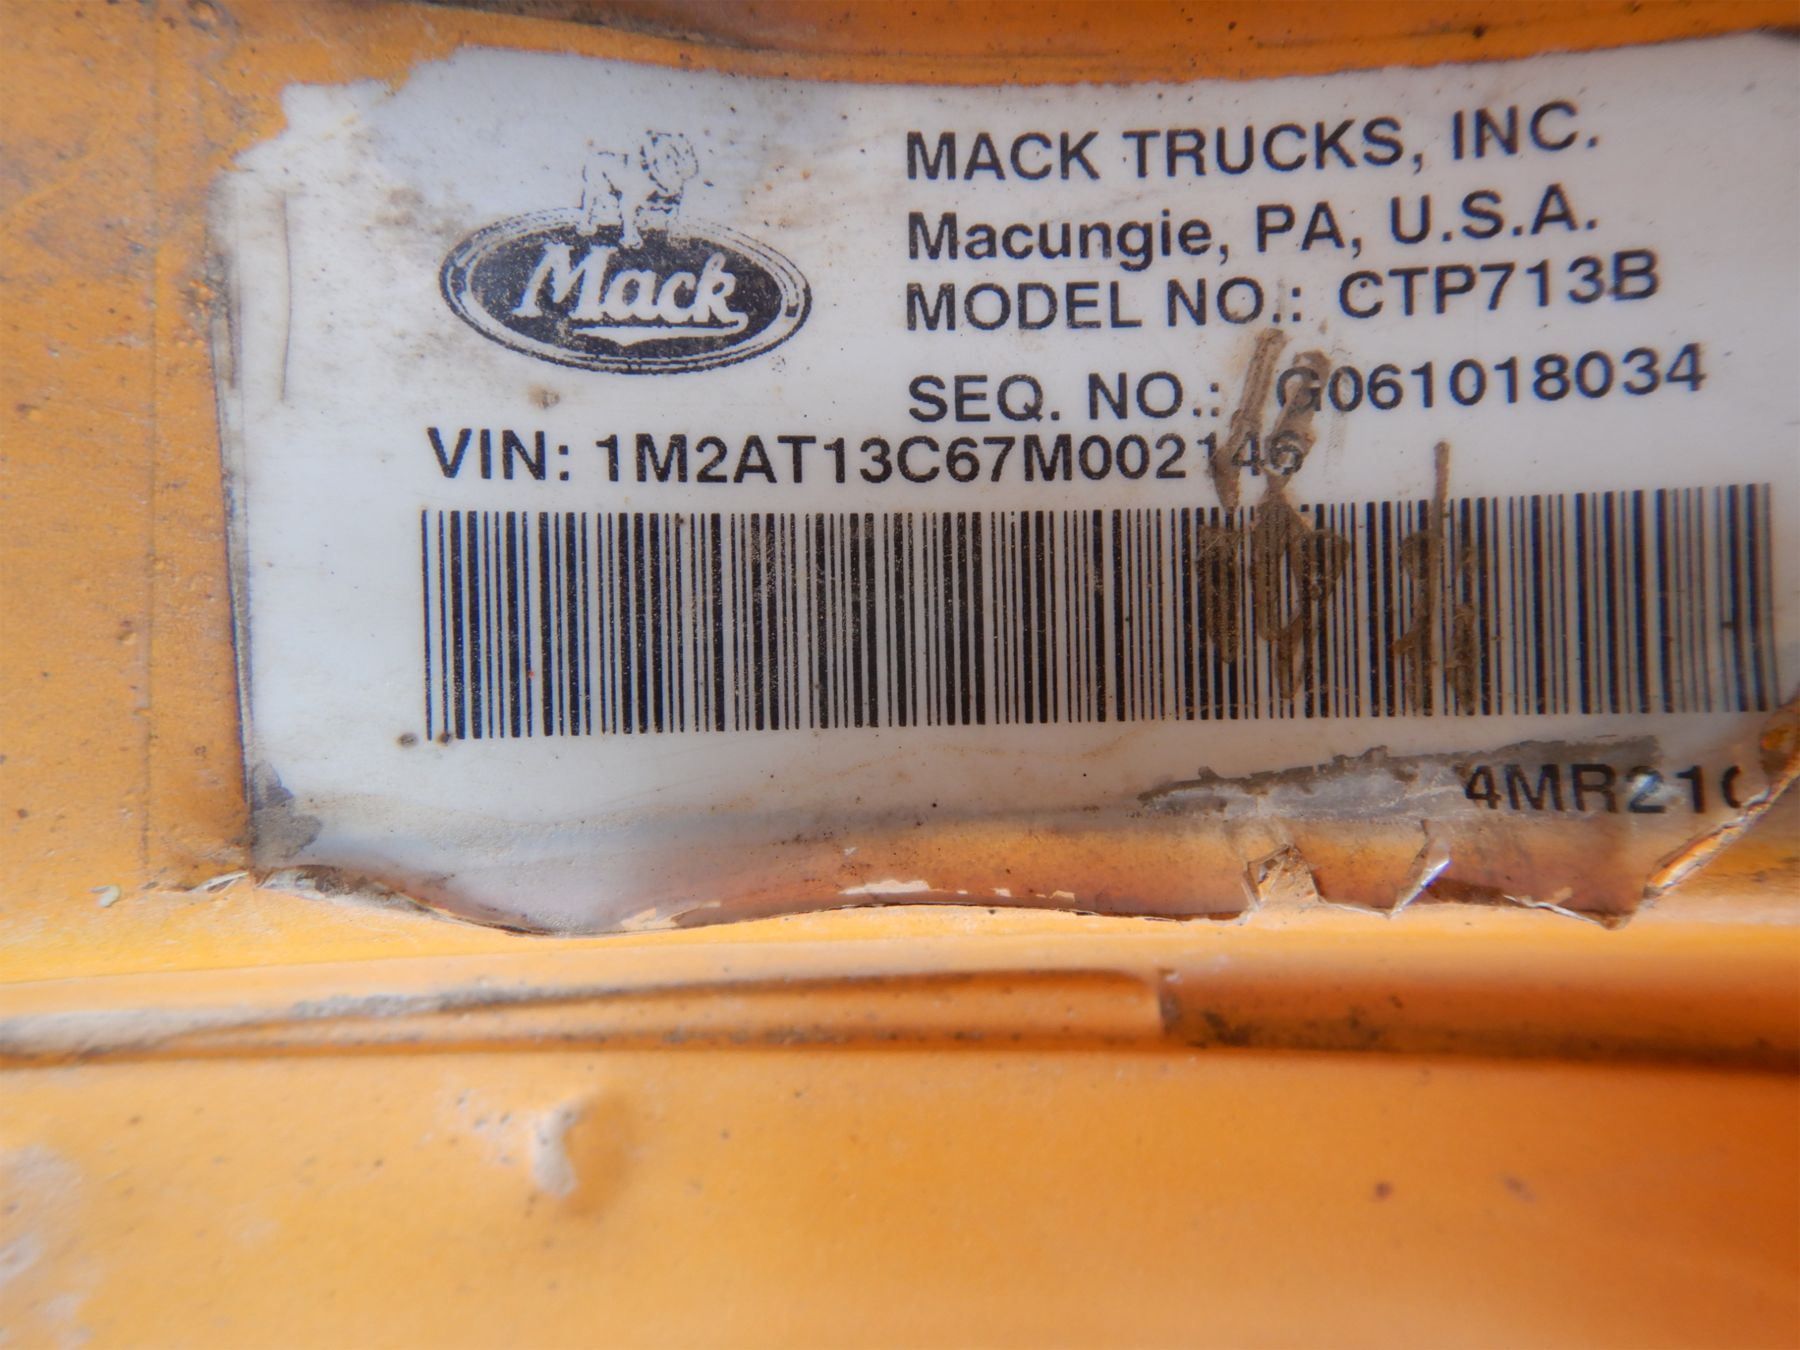 Mack
MACK TRUCKS, INC.
Macungie, PA, U.S.A.
MODEL NO.: CTP713B
SEQ. NO.: G061018034
VIN: 1M2AT13C67M002146
4MR21